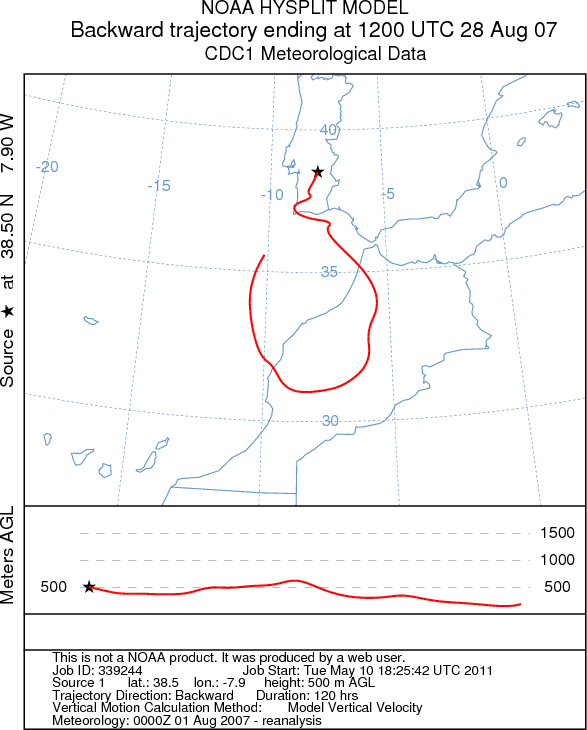 NOAA HYSPLIT MODEL
Backward trajectory ending at 1200 UTC 28 Aug 07
CDC1 Meteorological Data
Source ★ at 38.50 N 7.90 W
40
-20
-15
-10
-5
0
35
30
Meters AGL
1500
1000
500
500
This is not a NOAA product. It was produced by a web user.
Job ID: 339244 Job Start: Tue May 10 18:25:42 UTC 2011
Source 1 lat.: 38.5 lon.: -7.9 height: 500 m AGL
Trajectory Direction: Backward Duration: 120 hrs
Vertical Motion Calculation Method: Model Vertical Velocity
Meteorology: 0000Z 01 Aug 2007 - reanalysis